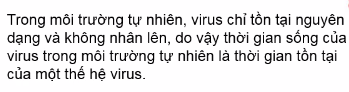 Trong môi trường tự nhiên, virus chỉ tồn tại nguyên
dạng và không nhân lên, do vậy thời gian sống của
virus trong môi trường tự nhiên là thời gian tồn tại
của một thế hệ virus.